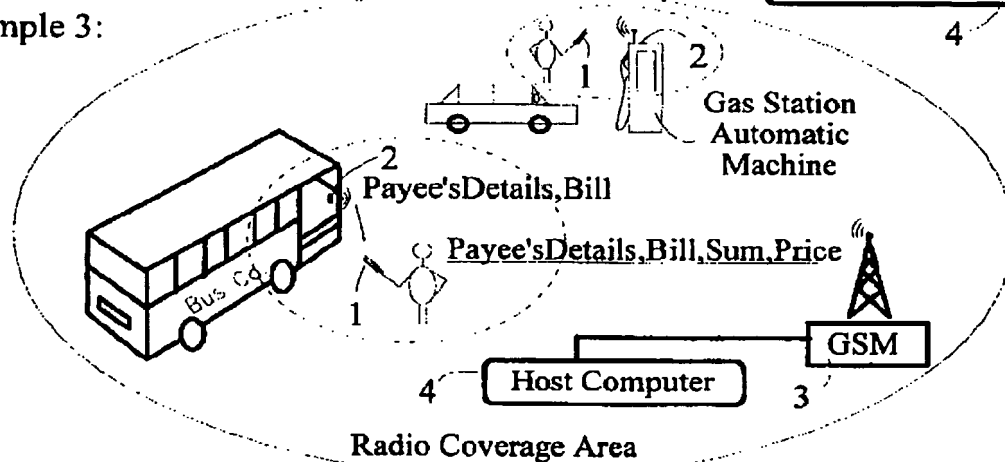 mple 3:
4
1
2
Gas Station
Automatic
Machine
2
Payee'sDetails,Bill
Payee'sDetails,Bill,Sum,Price
Bus Co
1
GSM
4
Host Computer
3
Radio Coverage Area